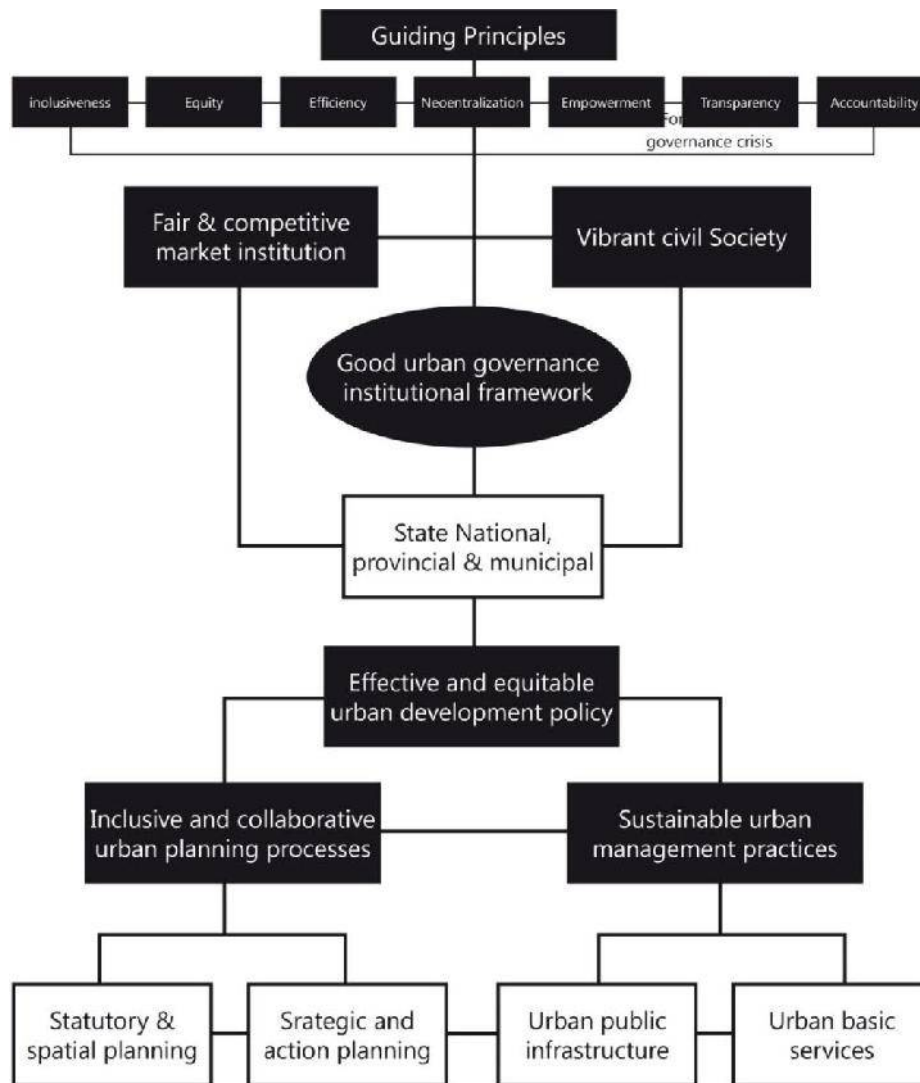 Guiding Principles
inolusiveness
Equity
Efficiency
Neoentralization
Empowerment
Transparency
Accountability
For
governance crisis
Fair & competitive
market institution
Vibrant civil Society
Good urban governance
institutional framework
State National,
provincial & municipal
Effective and equitable
urban development policy
Inclusive and collaborative
urban planning processes
Sustainable urban
management practices
Statutory &
spatial planning
Srategic and
action planning
Urban public
infrastructure
Urban basic
services